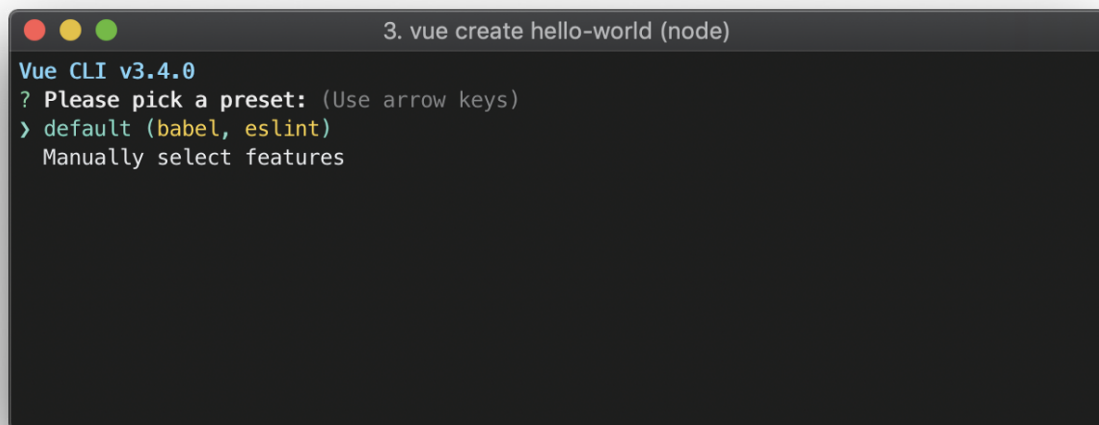 3. vue create hello-world (node)
Vue CLI v3.4.0
? Please pick a preset: (Use arrow keys)
❯ default (babel, eslint)
Manually select features